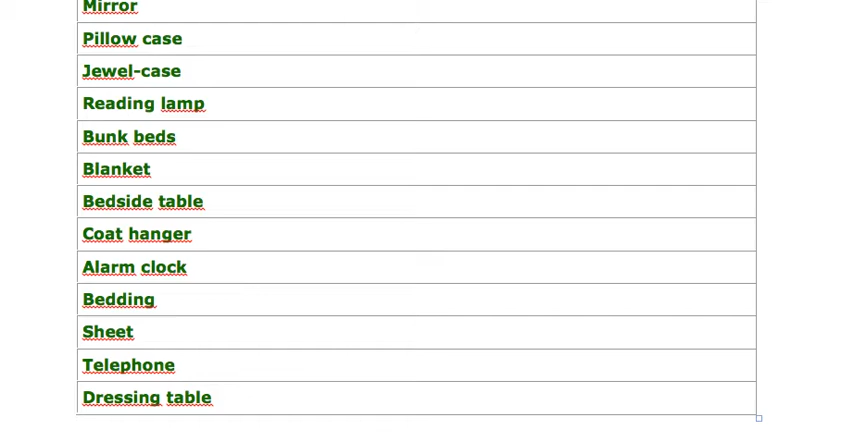 Mirror
Pillow case
Jewel-case
Reading lamp
Bunk beds
Blanket
Bedside table
Coat hanger
Alarm clock
Bedding
Sheet
Telephone
Dressing table